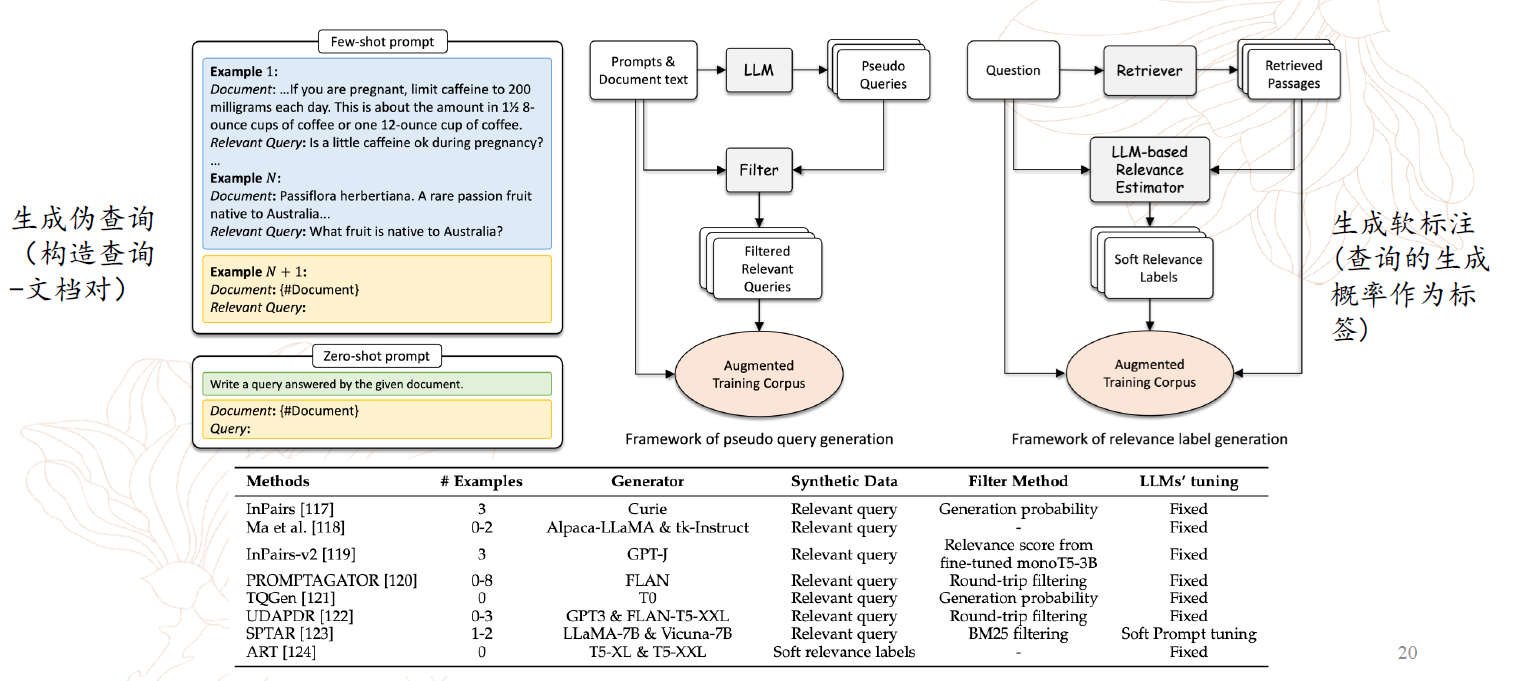 生成伪查询
（构造查询
-文档对）
Few-shot prompt
Example 1:
Document: ...If you are pregnant, limit caffeine to 200
milligrams each day. This is about the amount in 1½ 8-
ounce cups of coffee or one 12-ounce cup of coffee.
Relevant Query: Is a little caffeine ok during pregnancy?
...
Example N:
Document: Passiflora herbertiana. A rare passion fruit
native to Australia...
Relevant Query: What fruit is native to Australia?
Example N + 1:
Document: {#Document}
Relevant Query:
Zero-shot prompt
Write a query answered by the given document.
Document: {#Document}
Query:
Prompts &
Document text
LLM
Pseudo
Queries
Filter
Filtered
Relevant
Queries
Augmented
Training Corpus
Framework of pseudo query generation
Question
Retriever
Retrieved
Passages
LLM-based
Relevance
Estimator
Soft Relevance
Labels
Augmented
Training Corpus
Framework of relevance label generation
生成软标注
(查询的生成
概率作为标
签)
Methods # Examples Generator Synthetic Data Filter Method LLMs' tuning
InPairs [117] 3 Curie Relevant query Generation probability Fixed
Ma et al. [118] 0-2 Alpaca-LLaMA & tk-Instruct Relevant query - Fixed
InPairs-v2 [119] 3 GPT-J Relevant query Relevance score from fine-tuned monoT5-3B Fixed
PROMPTAGATOR [120] 0-8 FLAN Relevant query Round-trip filtering Fixed
TQGen [121] 0 T0 Relevant query Generation probability Fixed
UDAPDR [122] 0-3 GPT3 & FLAN-T5-XXL Relevant query Round-trip filtering Fixed
SPTAR [123] 1-2 LLaMA-7B & Vicuna-7B Relevant query BM25 filtering Soft Prompt tuning
ART [124] 0 T5-XL & T5-XXL Soft relevance labels - Fixed
20